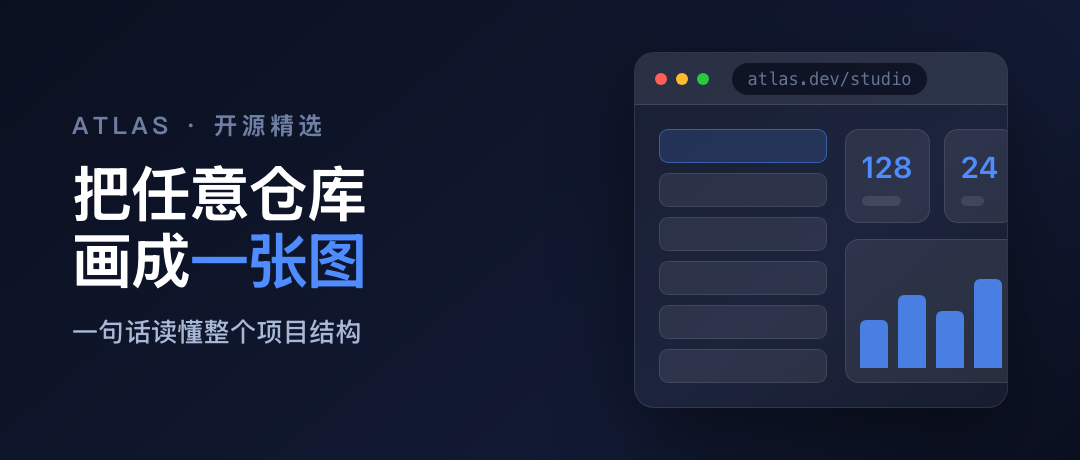 ATLAS · 开源精选
把任意仓库
画成一张图
一句话读懂整个项目结构
atlas.dev/studio
128
24